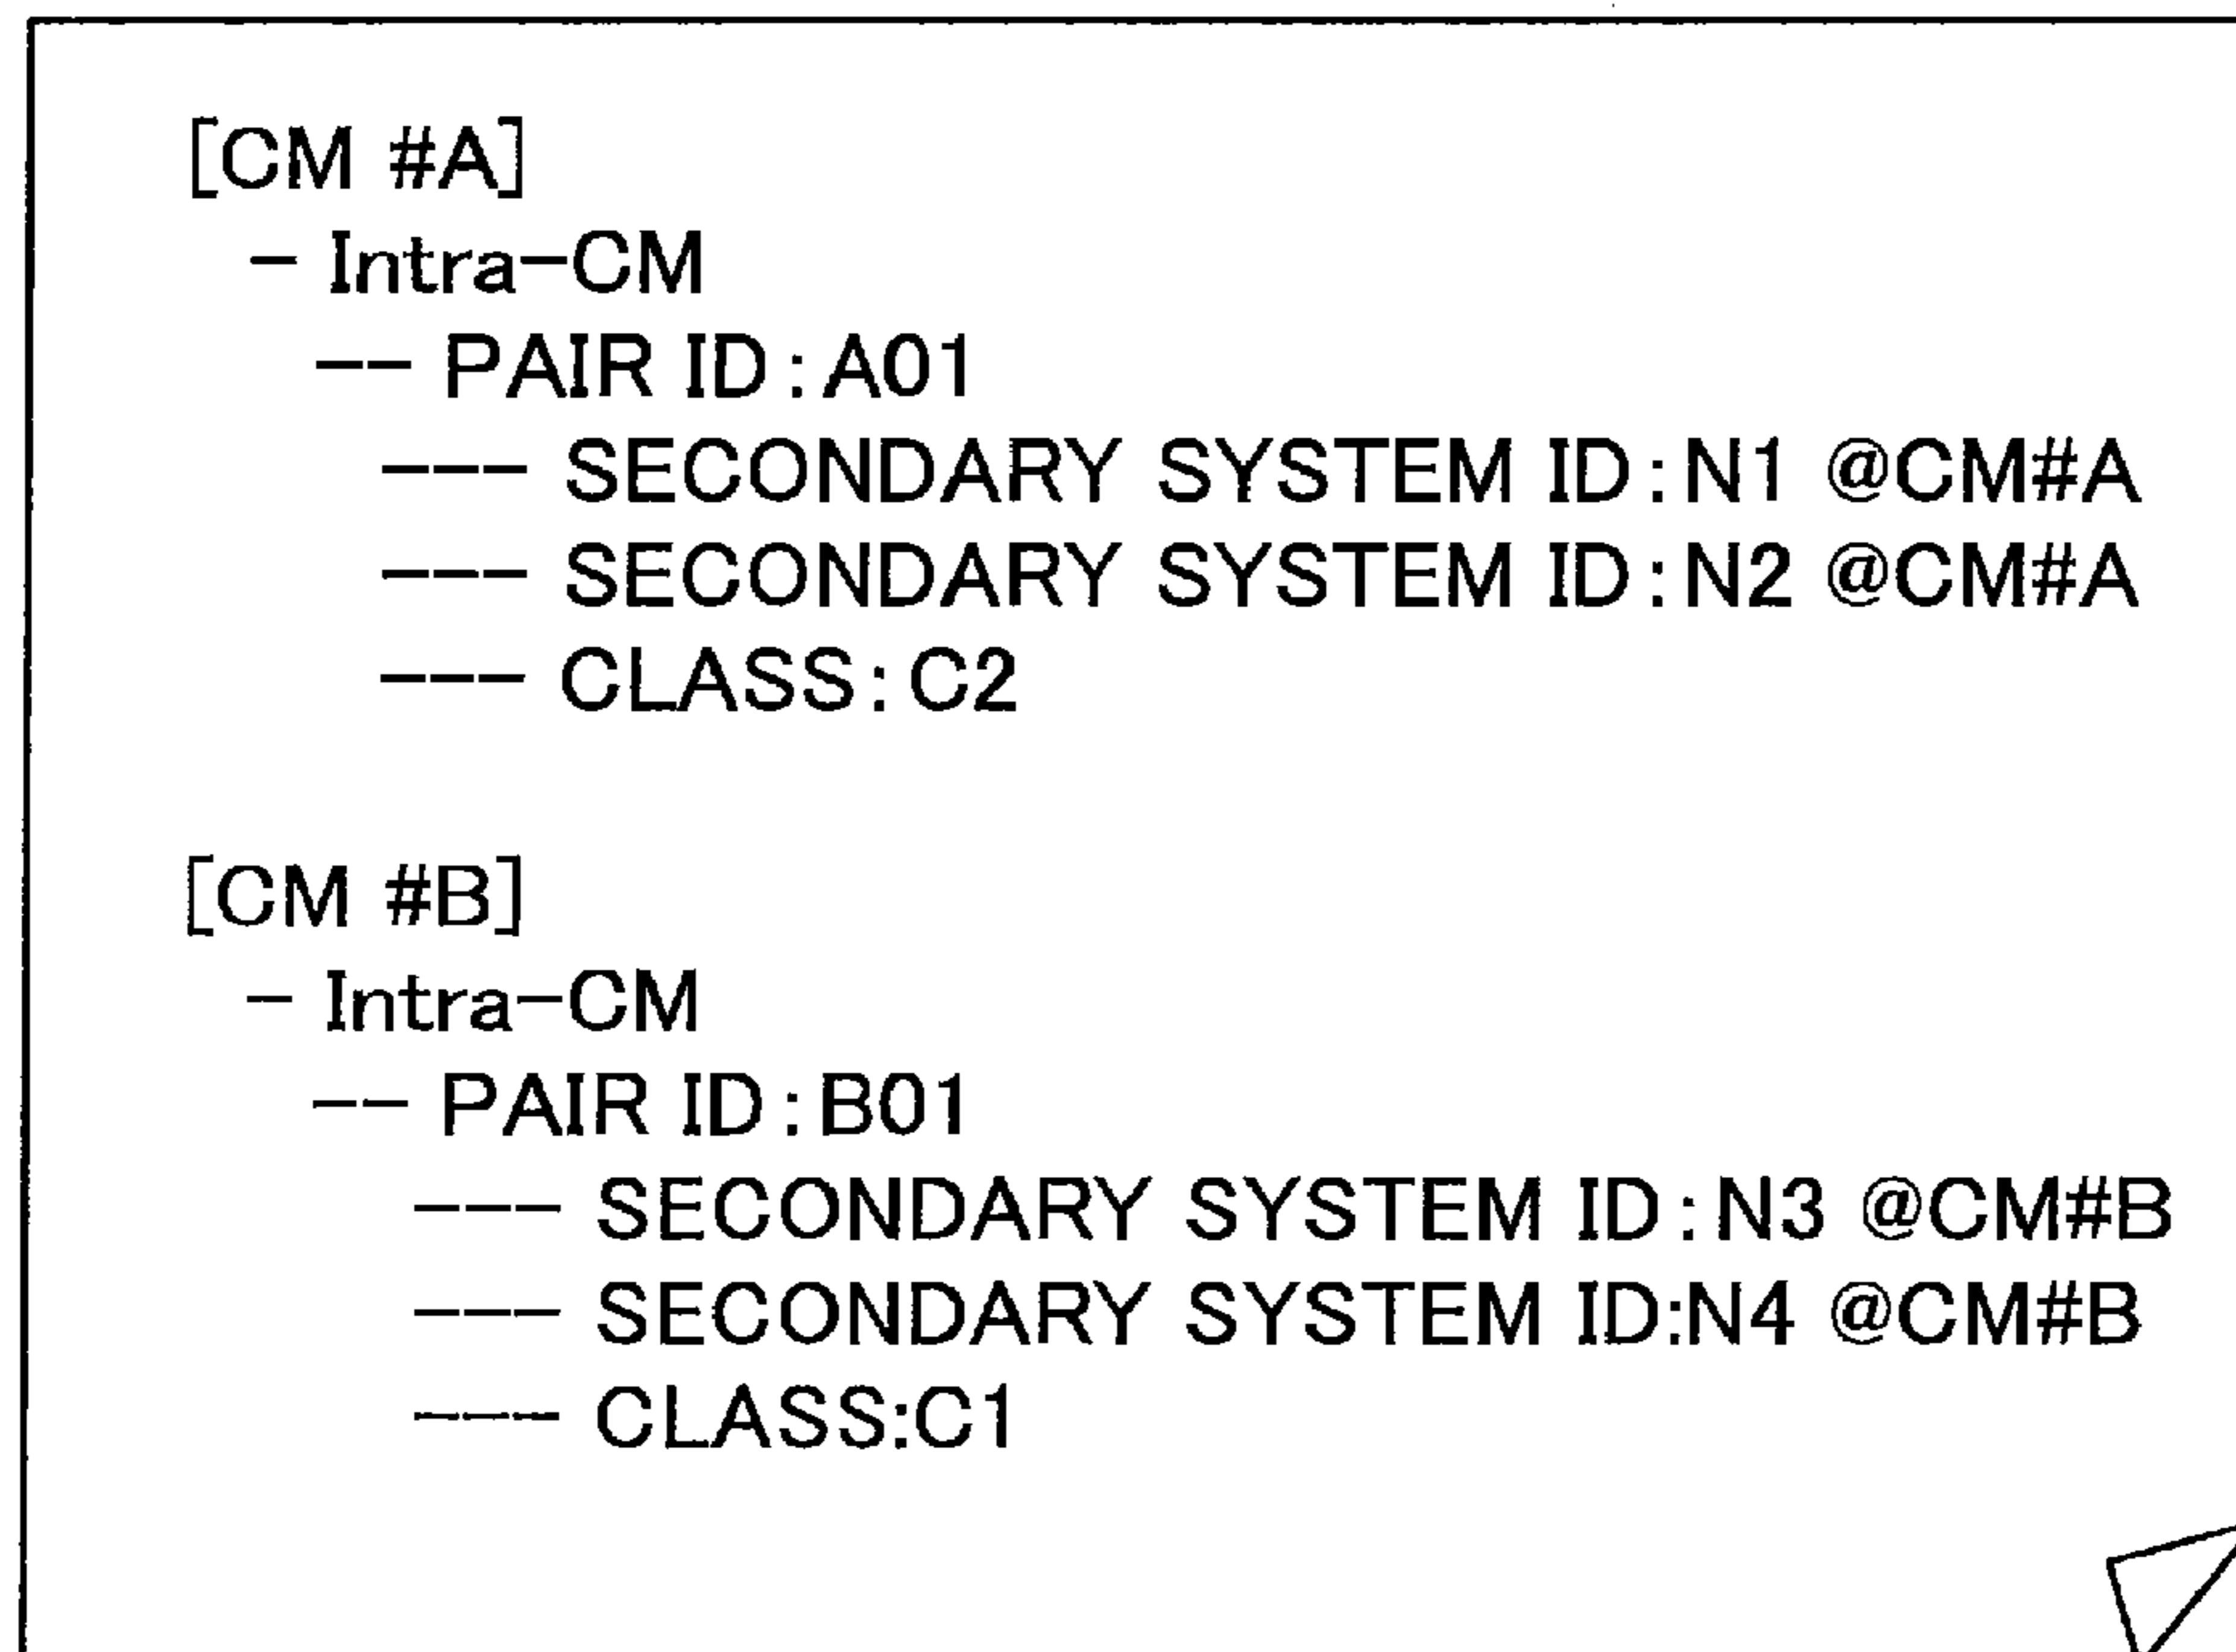 [CM #A]
- Intra-CM
-- PAIR ID:A01
--- SECONDARY SYSTEM ID:N1 @CM#A
--- SECONDARY SYSTEM ID:N2 @CM#A
--- CLASS:C2
[CM #B]
- Intra-CM
-- PAIR ID:B01
--- SECONDARY SYSTEM ID:N3 @CM#B
--- SECONDARY SYSTEM ID:N4 @CM#B
--- CLASS:C1